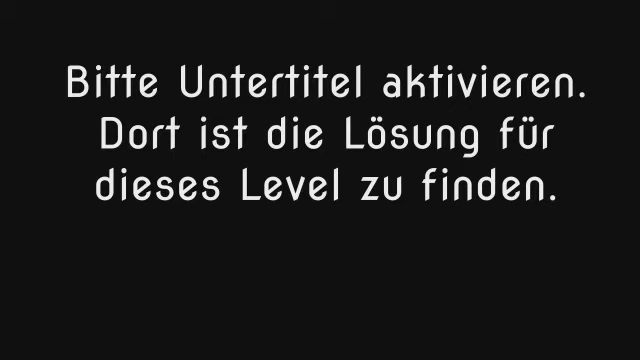 Bitte Untertitel aktivieren.
Dort ist die Lösung für
dieses Level zu finden.